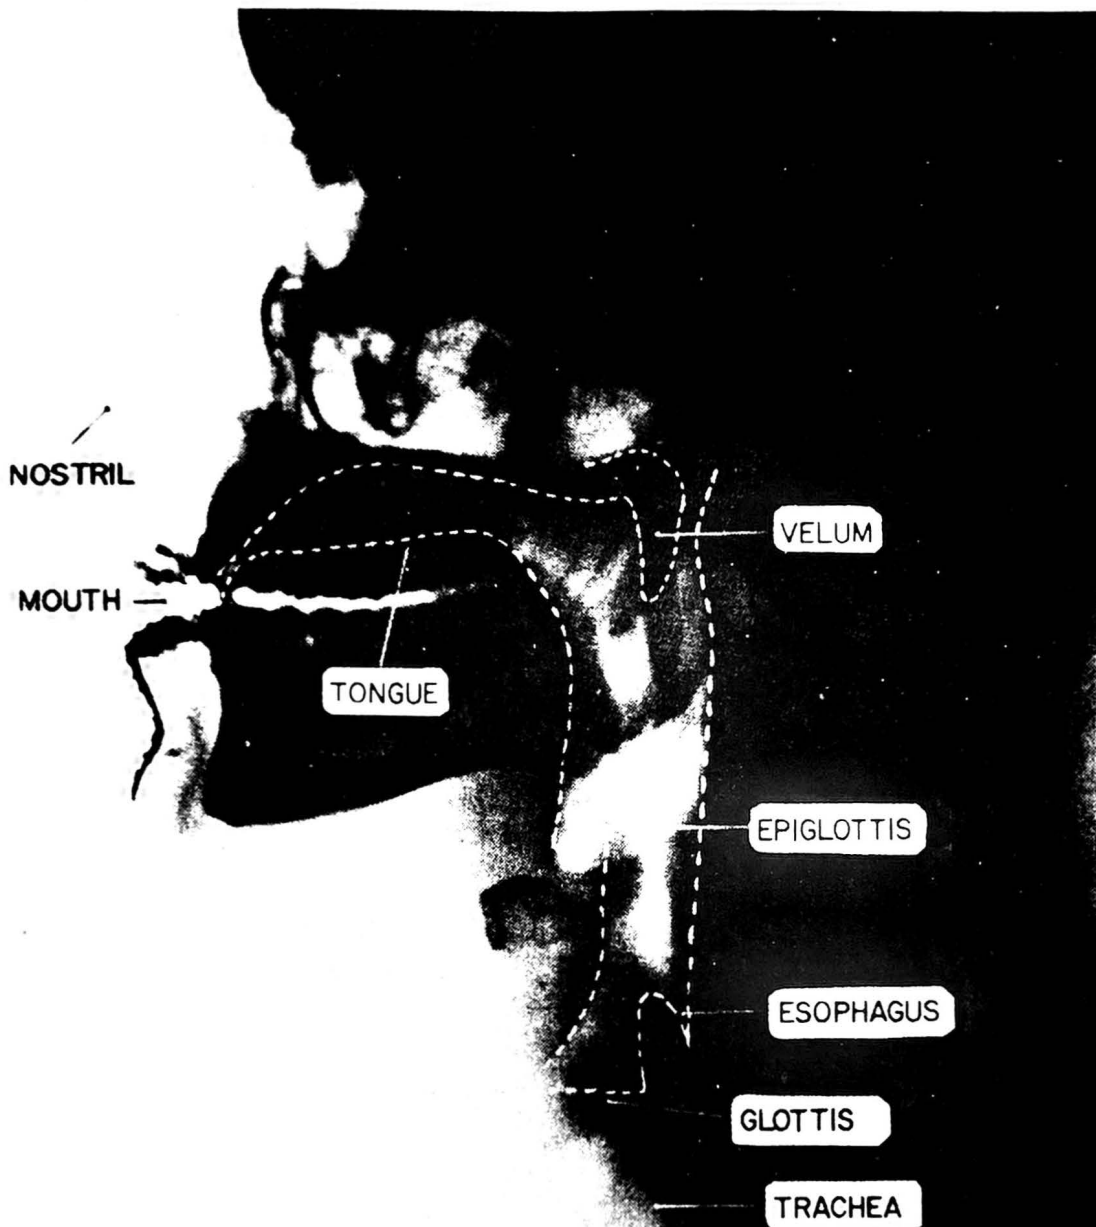 NOSTRIL
VELUM
MOUTH
TONGUE
EPIGLOTTIS
ESOPHAGUS
GLOTTIS
TRACHEA